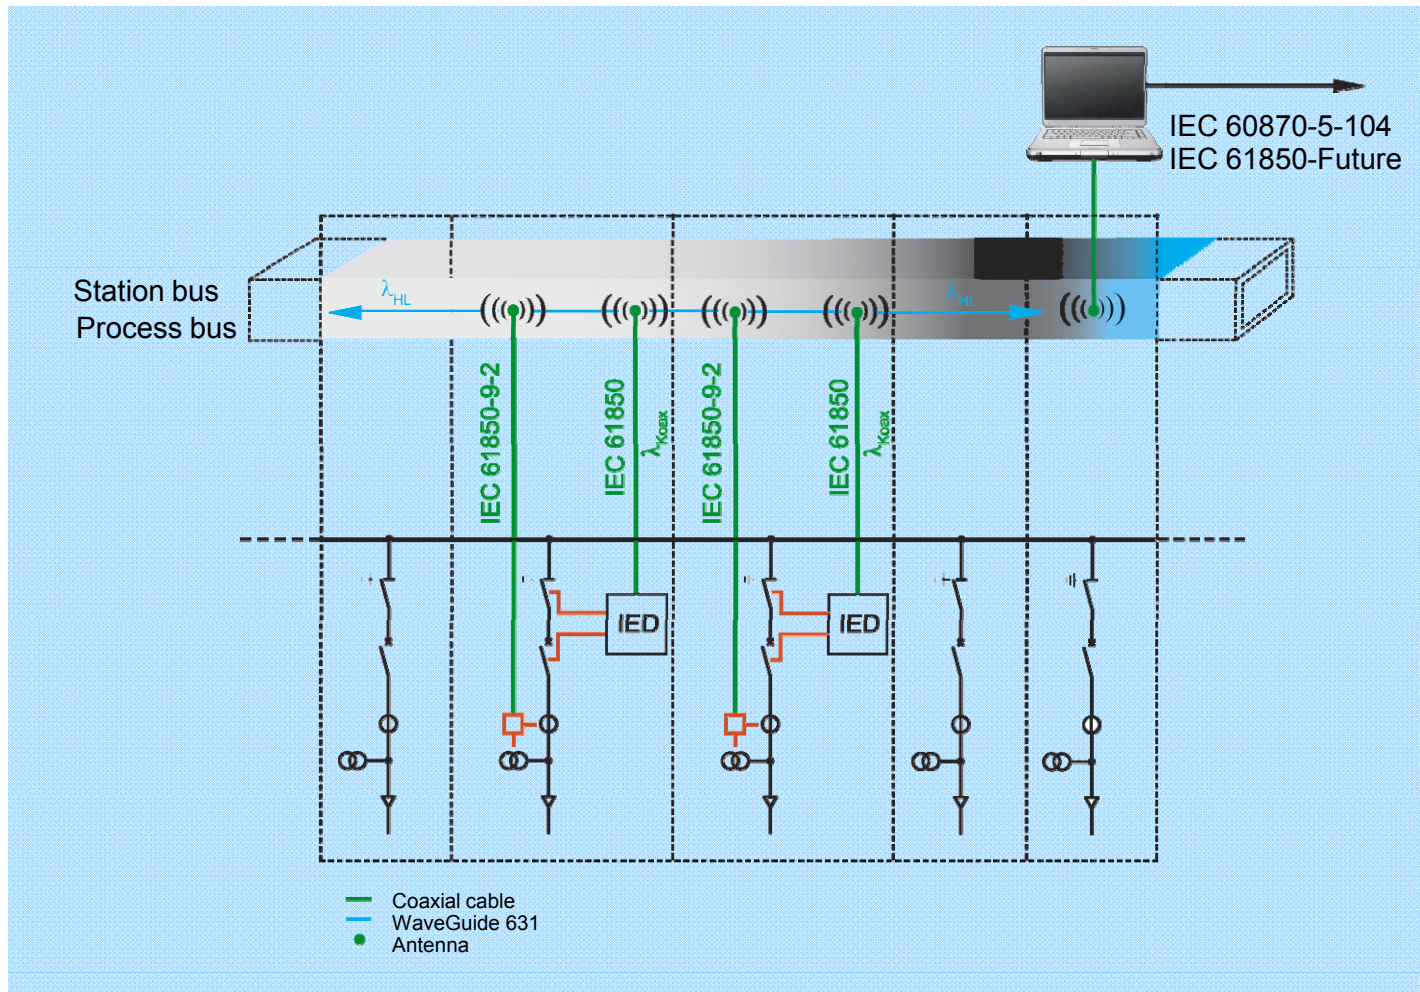 IEC 60870-5-104
IEC 61850-Future
Station bus
Process bus
λHL
λHL
IEC 61850-9-2
IEC 61850
λKoax
IEC 61850-9-2
IEC 61850
λKoax
IED
IED
Coaxial cable
WaveGuide 631
Antenna